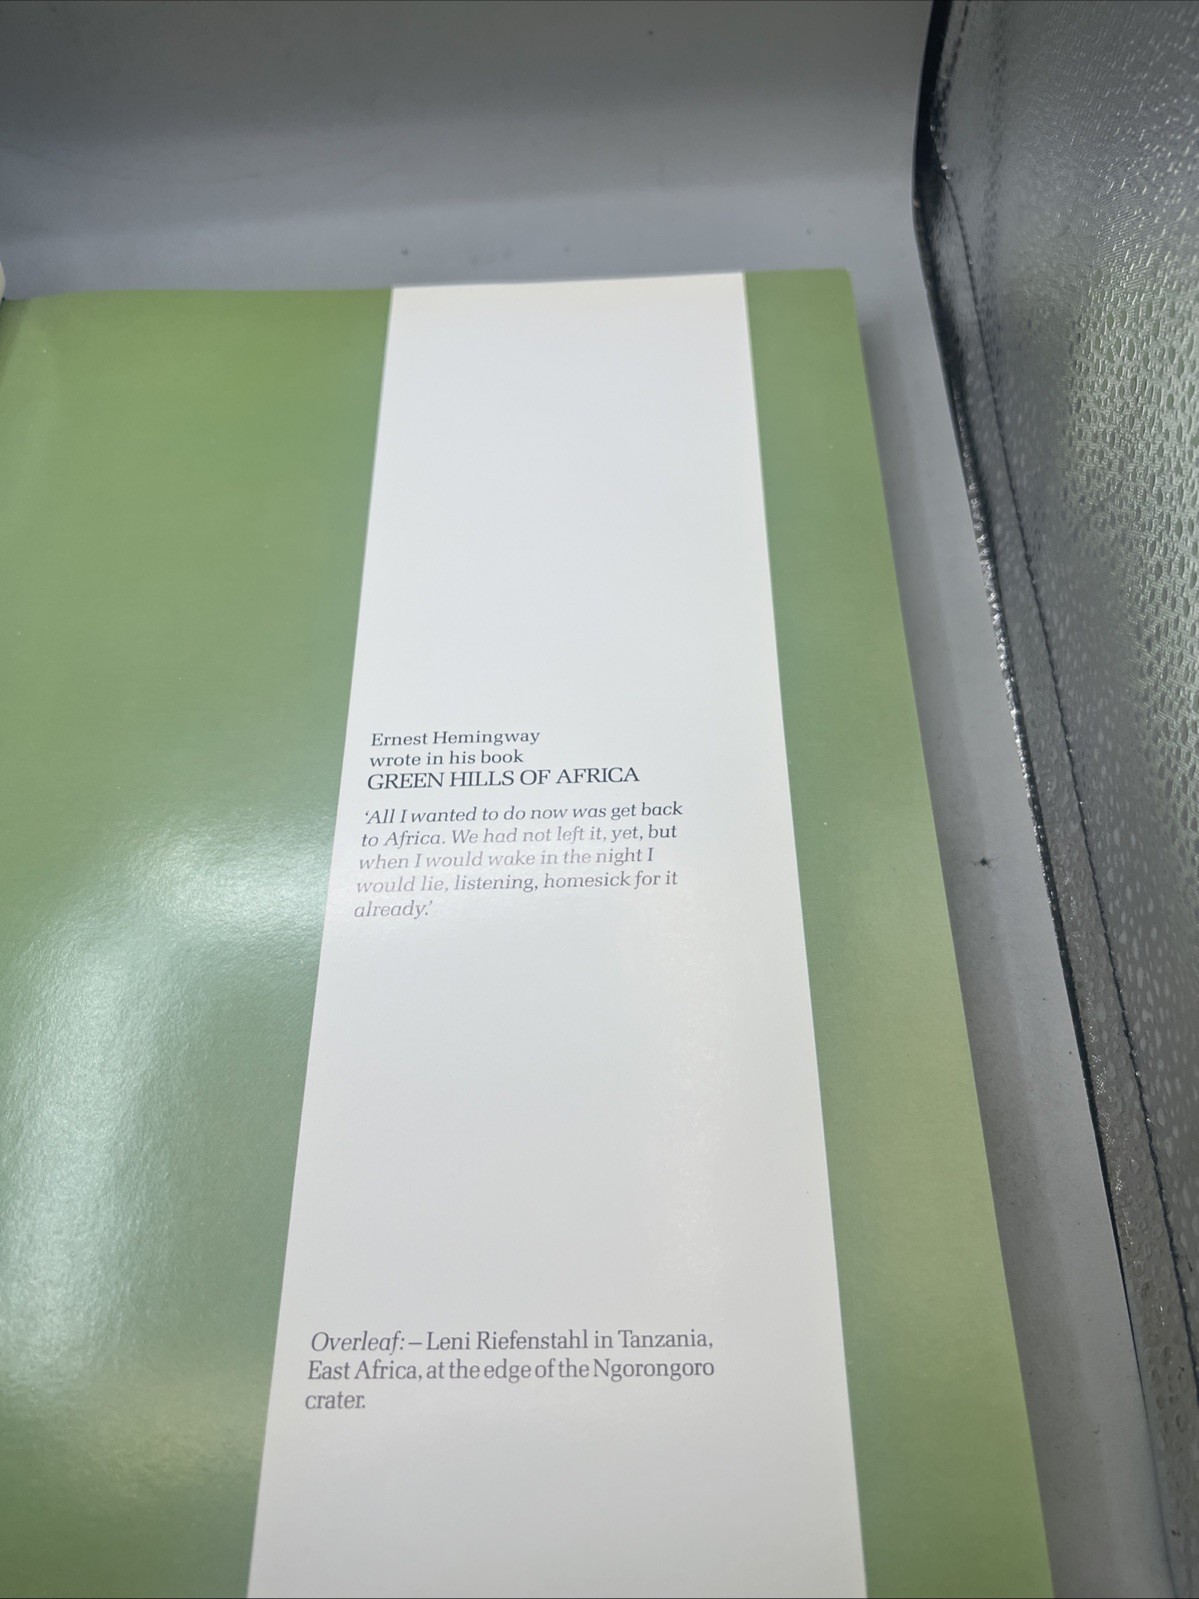 Ernest Hemingway
wrote in his book
GREEN HILLS OF AFRICA
‘All I wanted to do now was get back
to Africa. We had not left it, yet, but
when I would wake in the night I
would lie, listening, homesick for it
already.’
Overleaf:– Leni Riefenstahl in Tanzania,
East Africa, at the edge of the Ngorongoro
crater.